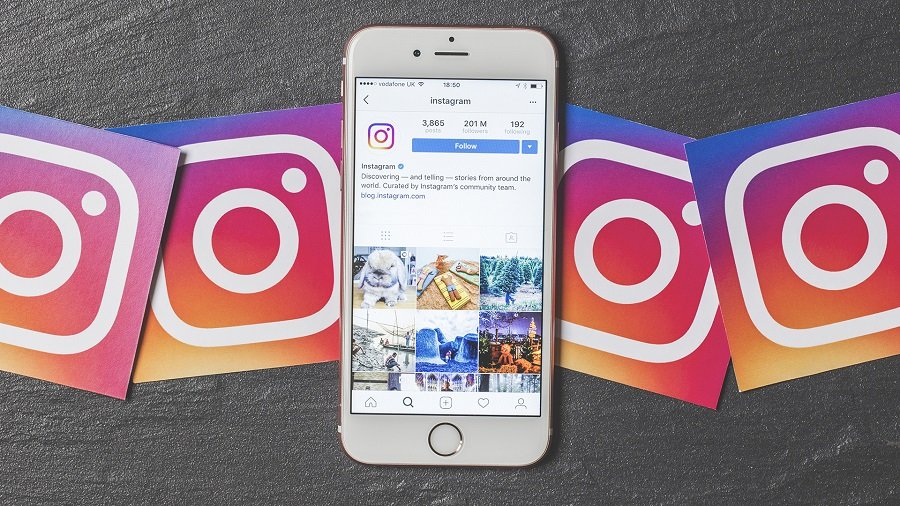 vodafone UK 18:50
instagram
3,865 201 M 192
posts followers following
Follow
Instagram
Discovering — and telling — stories from around the
world. Curated by Instagram's community team.
blog.instagram.com